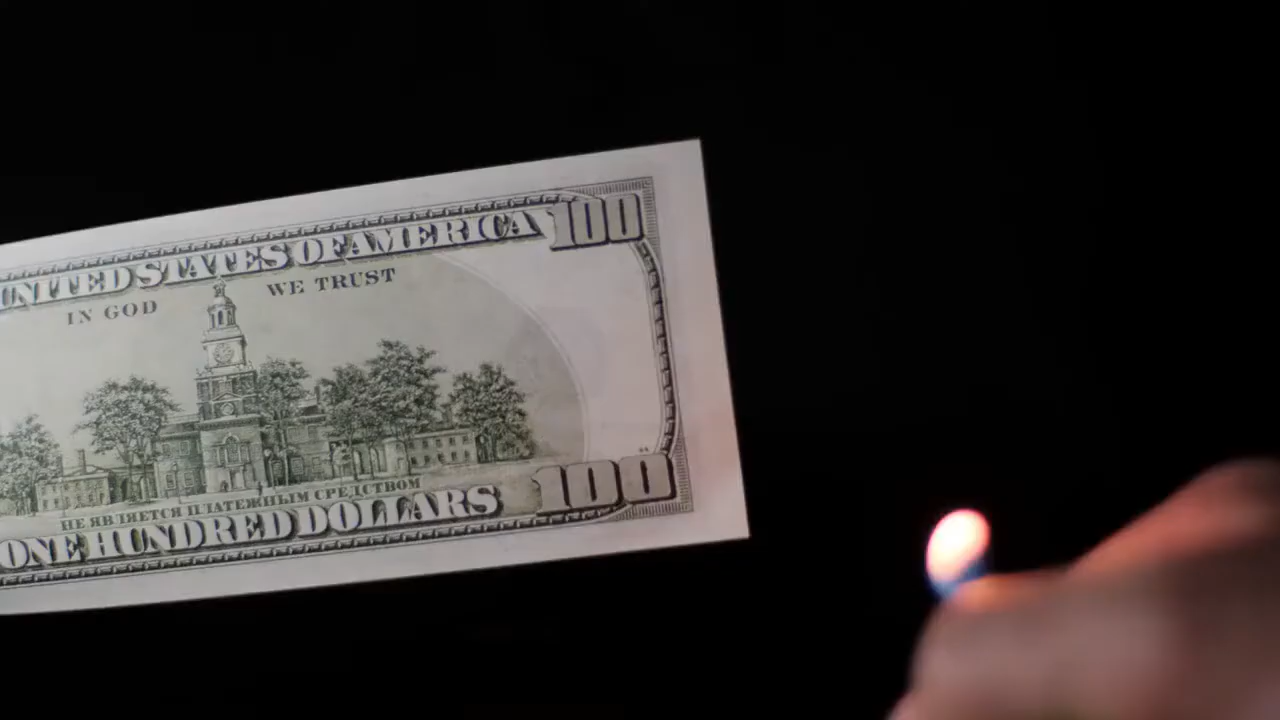 UNITED STATES OF AMERICA
100
IN GOD WE TRUST
НЕ ЯВЛЯЕТСЯ ПЛАТЕЖНЫМ СРЕДСТВОМ
ONE HUNDRED DOLLARS
100